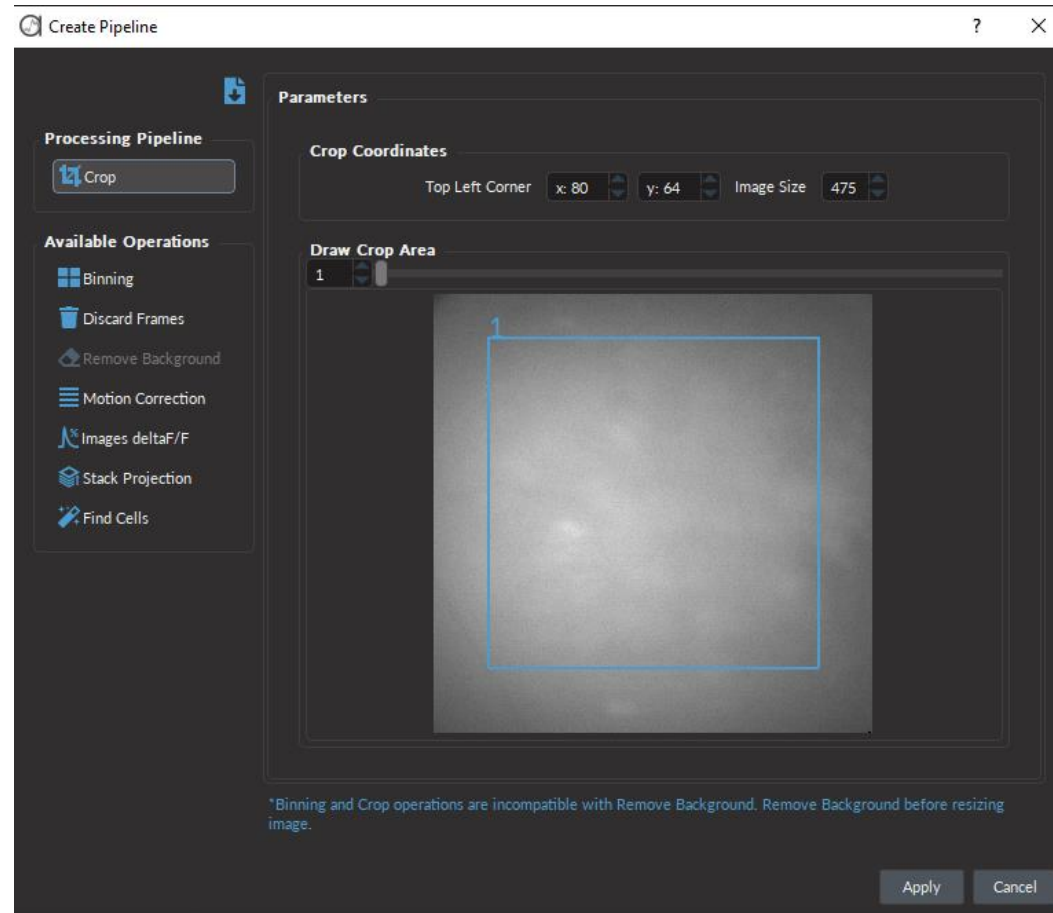 Create Pipeline
?
Parameters
Processing Pipeline
Crop
Crop Coordinates
Top Left Corner x: 80 y: 64 Image Size 475
Available Operations
Binning
Discard Frames
Remove Background
Motion Correction
Images deltaF/F
Stack Projection
Find Cells
Draw Crop Area
1
1
*Binning and Crop operations are incompatible with Remove Background. Remove Background before resizing
image.
Apply Cancel